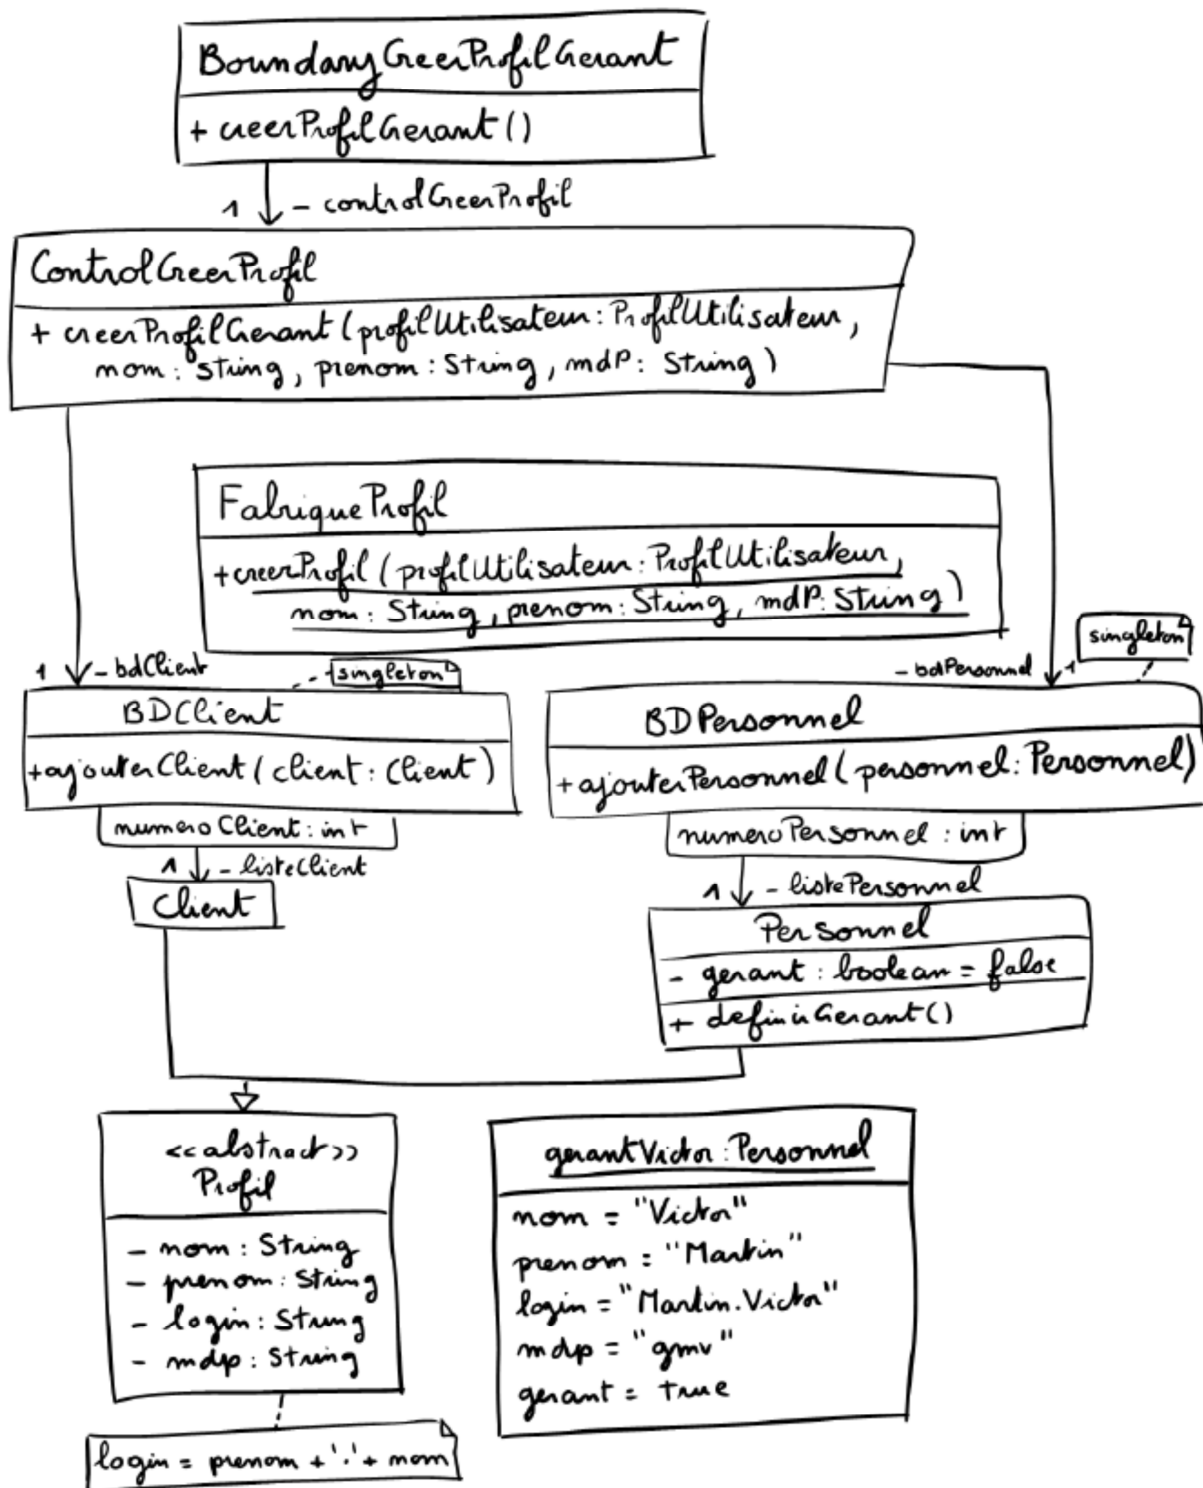 BoundaryCreerProfilGerant
+ creerProfilGerant()
1 - controlCreerProfil
ControlCreerProfil
+ creerProfilGerant(profilUtilisateur: ProfilUtilisateur,
nom: string, prenom: String, mdp: String)
FabriqueProfil
+creerProfil(profilUtilisateur: ProfilUtilisateur,
nom: String, prenom: String, mdp: String)
singleton
1 - bdClient
singleton
- bdPersonnel 1
BDClient
+ajouterClient(client: Client)
numeroClient: int
1 - listeClient
Client
BDPersonnel
+ajouterPersonnel(personnel: Personnel)
numeroPersonnel: int
1 - listePersonnel
Personnel
- gerant: boolean = false
+ definirGerant()
<<abstract>>
Profil
- nom: String
- prenom: String
- login: String
- mdp: String
login = prenom +'.'+ nom
gerantVictor: Personnel
nom = "Victor"
prenom = "Martin"
login = "Martin.Victor"
mdp = "gmv"
gerant = true